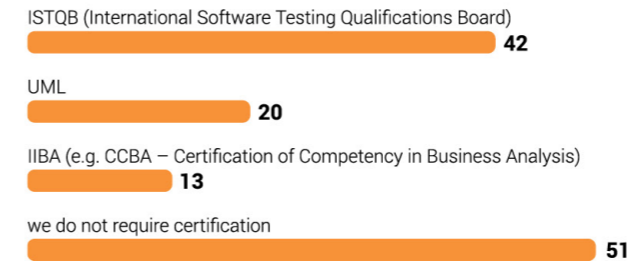 ISTQB (International Software Testing Qualifications Board)
42
UML
20
IIBA (e.g. CCBA – Certification of Competency in Business Analysis)
13
we do not require certification
51